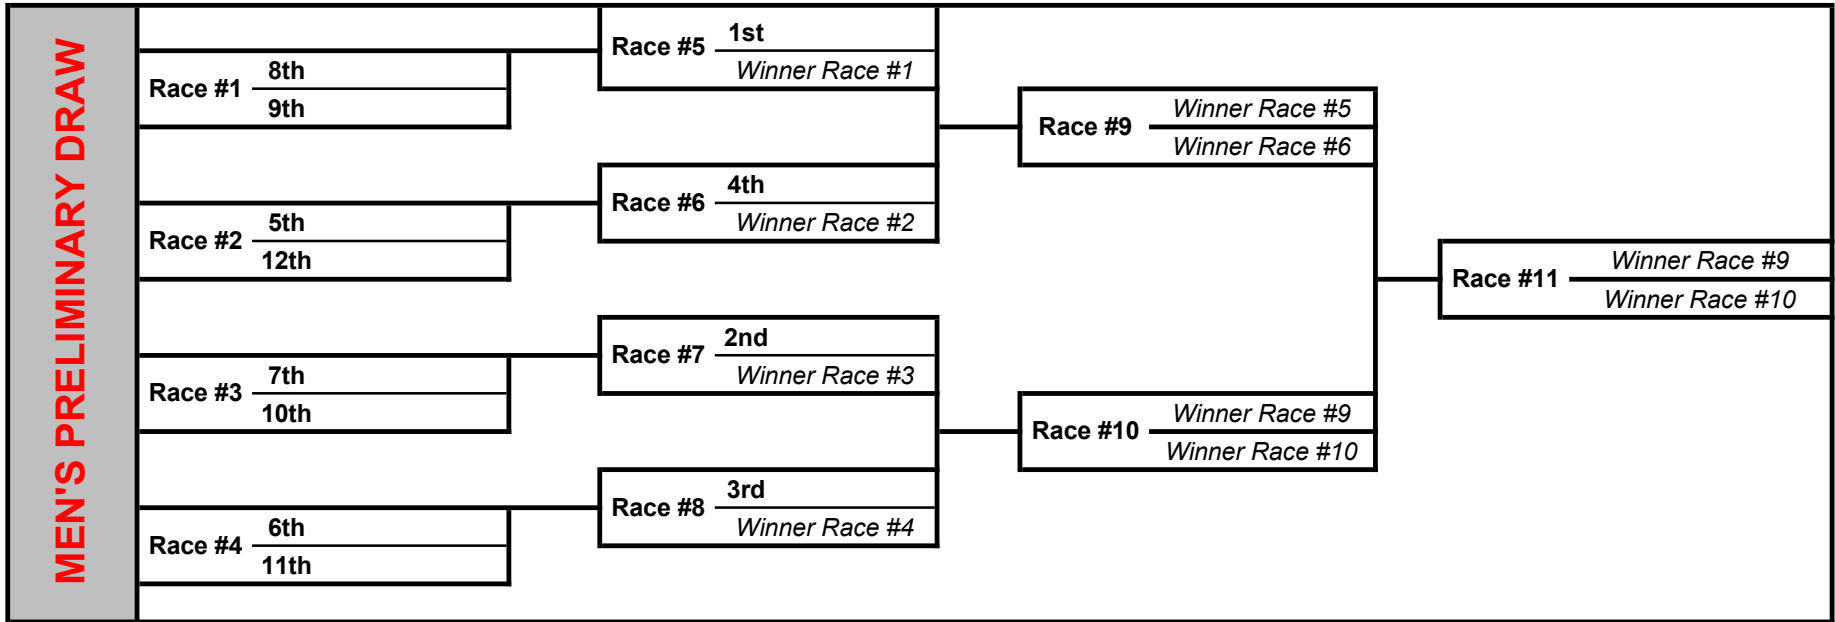 MEN'S PRELIMINARY DRAW
Race #1
8th
9th
Race #2
5th
12th
Race #3
7th
10th
Race #4
6th
11th
Race #5
1st
Winner Race #1
Race #6
4th
Winner Race #2
Race #7
2nd
Winner Race #3
Race #8
3rd
Winner Race #4
Race #9
Winner Race #5
Winner Race #6
Race #10
Winner Race #9
Winner Race #10
Race #11
Winner Race #9
Winner Race #10